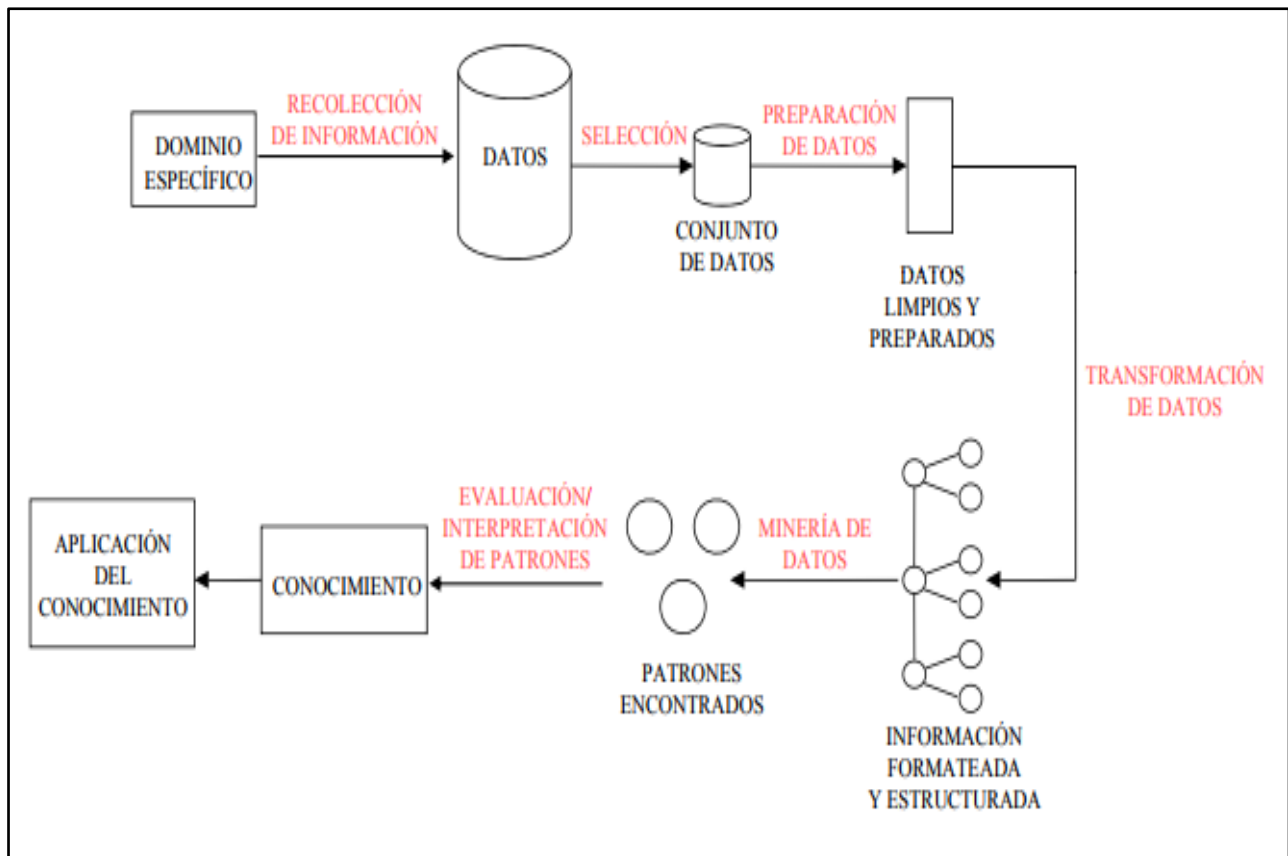 DOMINIO
ESPECÍFICO
RECOLECCIÓN
DE INFORMACIÓN
DATOS
SELECCIÓN
CONJUNTO
DE DATOS
PREPARACIÓN
DE DATOS
DATOS
LIMPIOS Y
PREPARADOS
TRANSFORMACIÓN
DE DATOS
INFORMACIÓN
FORMATEADA
Y ESTRUCTURADA
MINERÍA DE
DATOS
PATRONES
ENCONTRADOS
EVALUACIÓN/
INTERPRETACIÓN
DE PATRONES
CONOCIMIENTO
APLICACIÓN
DEL
CONOCIMIENTO